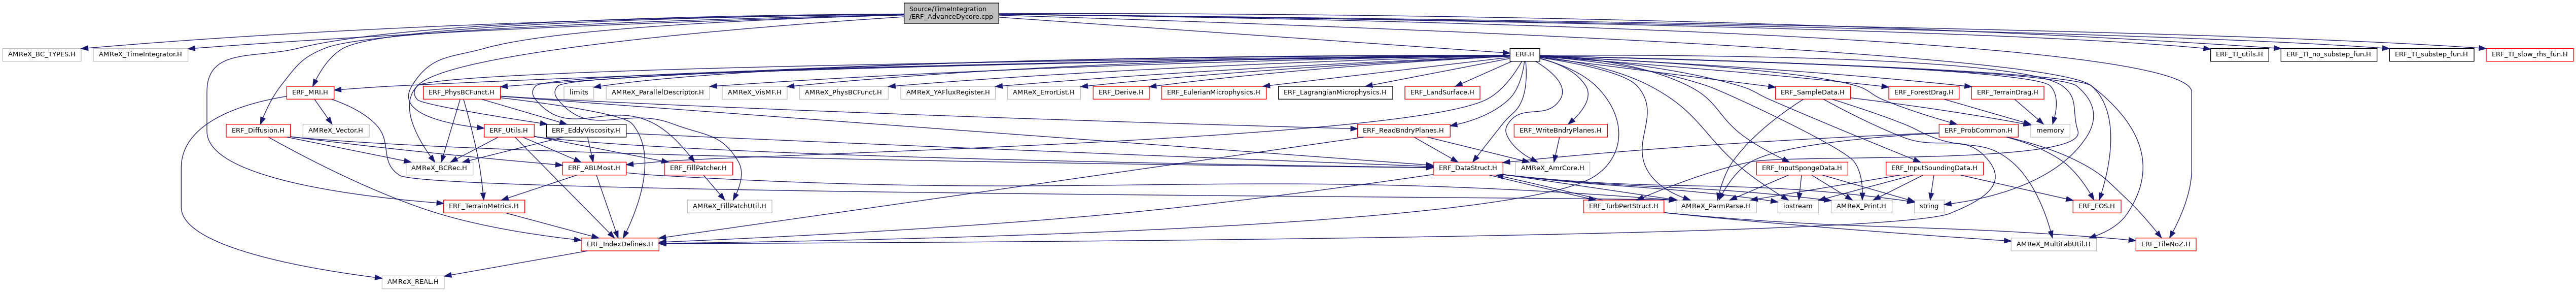 Source/TimeIntegration
/ERF_AdvanceDycore.cpp
AMReX_BC_TYPES.H
AMReX_TimeIntegrator.H
ERF.H
ERF_TI_utils.H
ERF_TI_no_substep_fun.H
ERF_TI_substep_fun.H
ERF_TI_slow_rhs_fun.H
ERF_MRI.H
ERF_PhysBCFunct.H
limits
AMReX_ParallelDescriptor.H
AMReX_VisMF.H
AMReX_PhysBCFunct.H
AMReX_YAFluxRegister.H
AMReX_ErrorList.H
ERF_Derive.H
ERF_EulerianMicrophysics.H
ERF_LagrangianMicrophysics.H
ERF_LandSurface.H
ERF_SampleData.H
ERF_ForestDrag.H
ERF_TerrainDrag.H
ERF_Diffusion.H
AMReX_Vector.H
ERF_Utils.H
ERF_EddyViscosity.H
ERF_ReadBndryPlanes.H
ERF_WriteBndryPlanes.H
ERF_ProbCommon.H
memory
AMReX_BCRec.H
ERF_ABLMost.H
ERF_FillPatcher.H
ERF_DataStruct.H
AMReX_AmrCore.H
ERF_InputSpongeData.H
ERF_InputSoundingData.H
ERF_TerrainMetrics.H
AMReX_FillPatchUtil.H
ERF_TurbPertStruct.H
AMReX_ParmParse.H
iostream
AMReX_Print.H
string
ERF_EOS.H
ERF_IndexDefines.H
AMReX_MultiFabUtil.H
ERF_TileNoZ.H
AMReX_REAL.H